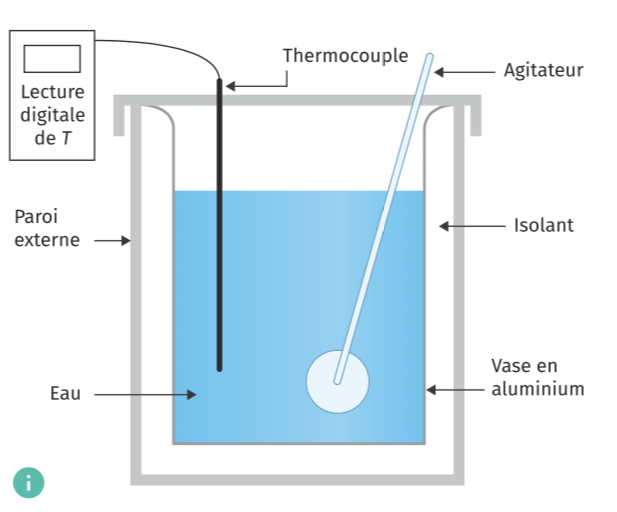 Lecture
digitale
de T
Thermocouple
Agitateur
Paroi
externe
Isolant
Eau
Vase en
aluminium
i